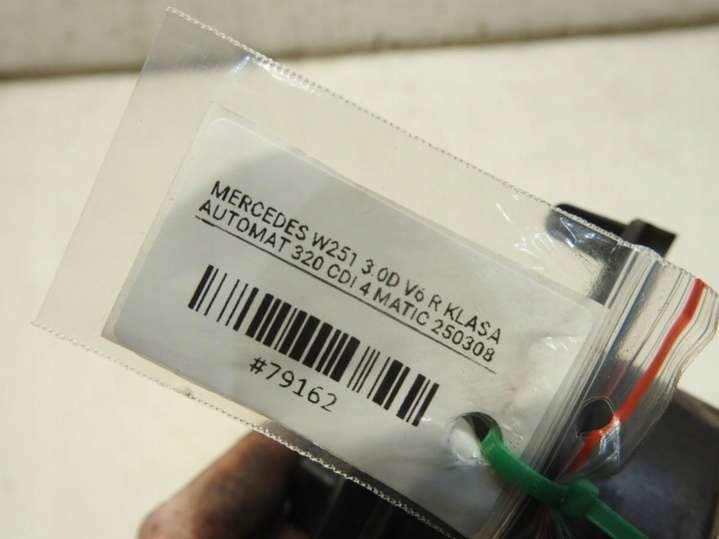 MERCEDES W251 3.0D V6 R KLASA
AUTOMAT 320 CDI 4 MATIC 250308
#79162